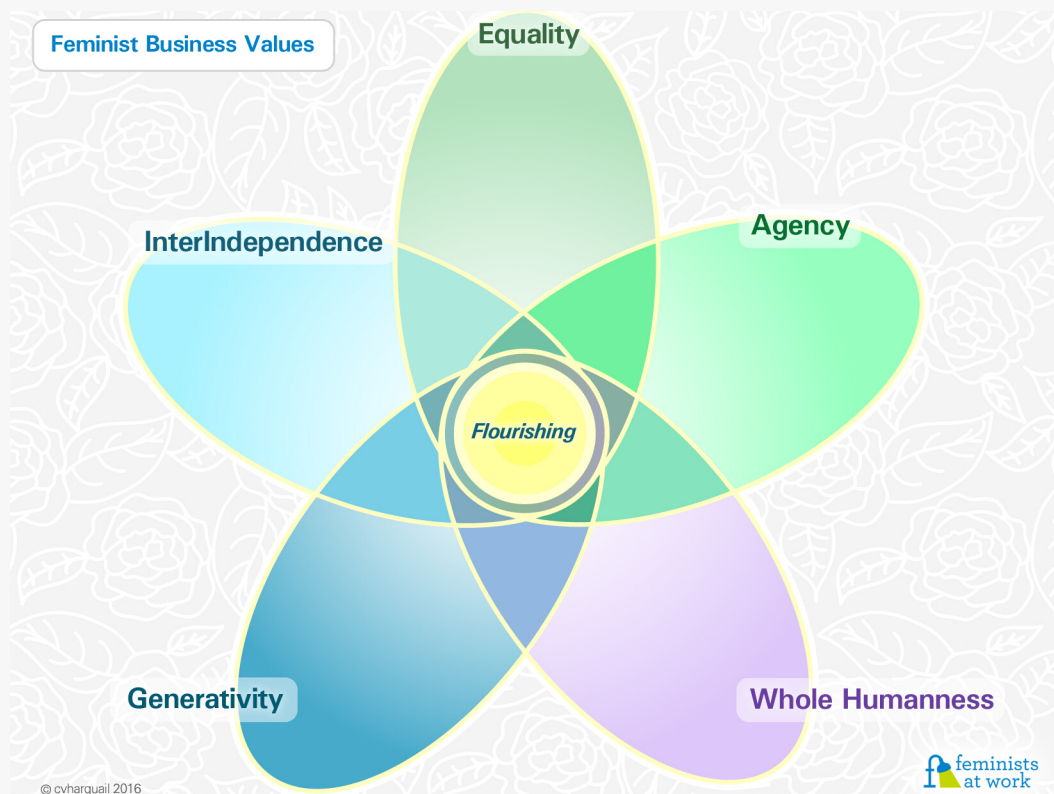 Feminist Business Values
Equality
InterIndependence
Agency
Flourishing
Generativity
Whole Humanness
© cvharquail 2016
feminists
at work